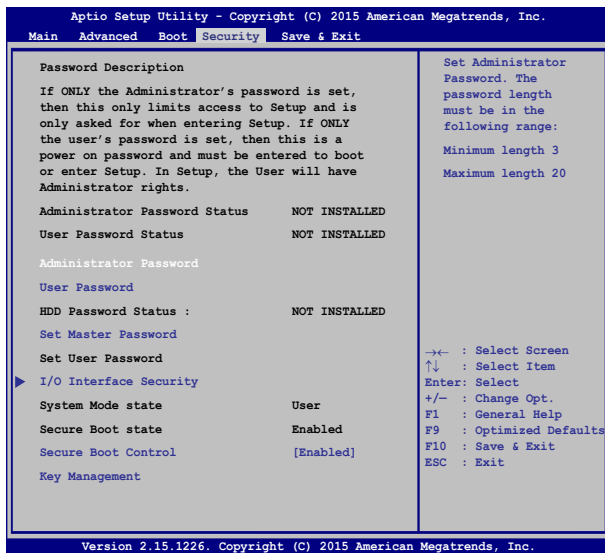 Aptio Setup Utility - Copyright (C) 2015 American Megatrends, Inc.
Main Advanced Boot Security Save & Exit
Password Description
If ONLY the Administrator's password is set,
then this only limits access to Setup and is
only asked for when entering Setup. If ONLY
the user's password is set, then this is a
power on password and must be entered to boot
or enter Setup. In Setup, the User will have
Administrator rights.
Administrator Password Status NOT INSTALLED
User Password Status NOT INSTALLED
Administrator Password
User Password
HDD Password Status : NOT INSTALLED
Set Master Password
Set User Password
I/O Interface Security
System Mode state User
Secure Boot state Enabled
Secure Boot Control [Enabled]
Key Management
Set Administrator
Password. The
password length
must be in the
following range:
Minimum length 3
Maximum length 20
→← : Select Screen
↑↓ : Select Item
Enter: Select
+/— : Change Opt.
F1 : General Help
F9 : Optimized Defaults
F10 : Save & Exit
ESC : Exit
Version 2.15.1226. Copyright (C) 2015 American Megatrends, Inc.